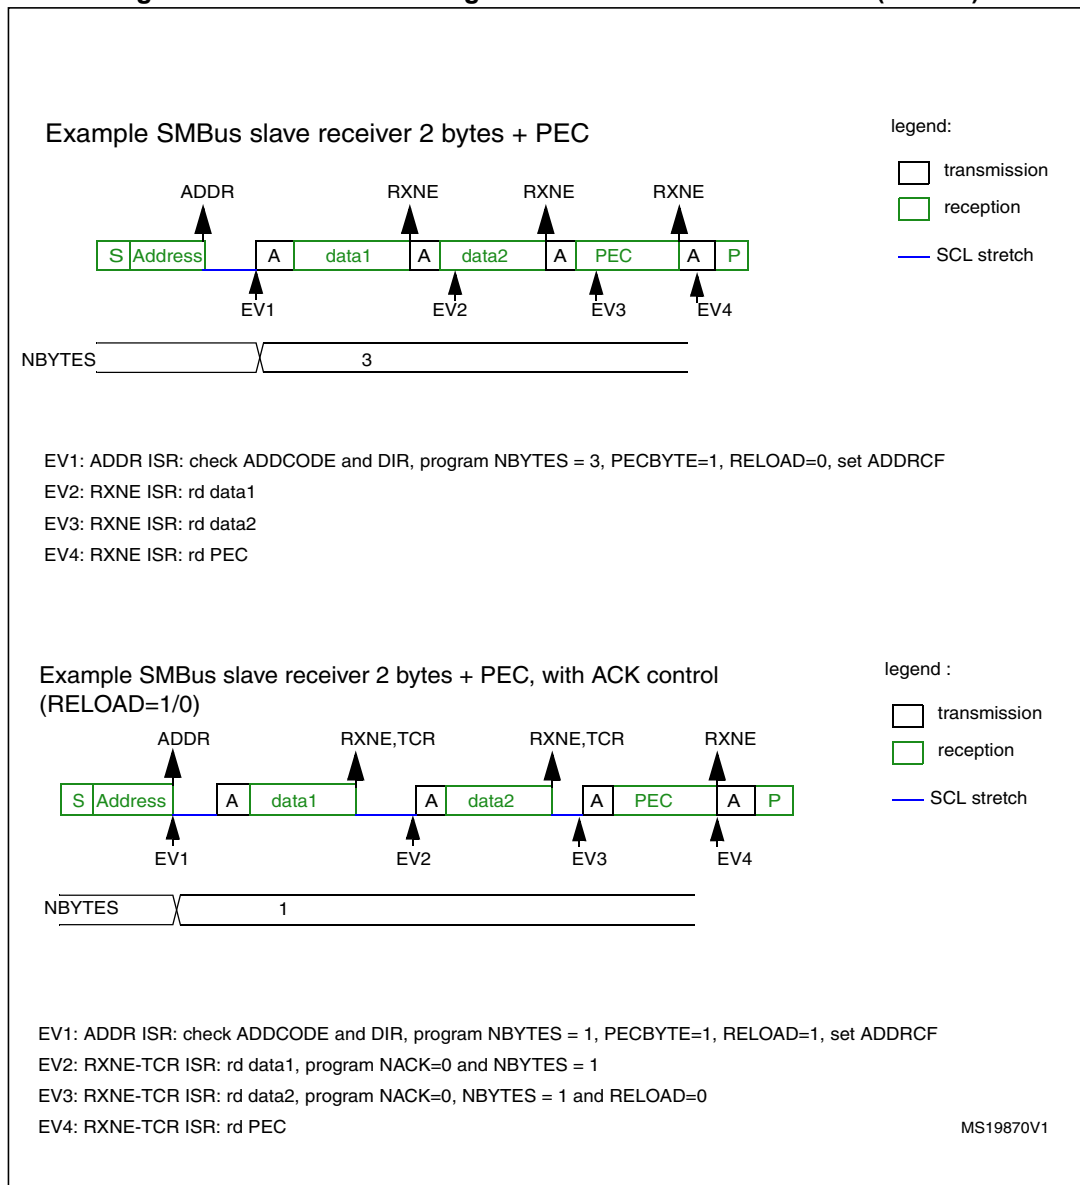 Example SMBus slave receiver 2 bytes + PEC
legend:
transmission
reception
SCL stretch
ADDR RXNE RXNE RXNE
S Address A data1 A data2 A PEC A P
EV1 EV2 EV3 EV4
NBYTES 3
EV1: ADDR ISR: check ADDCODE and DIR, program NBYTES = 3, PECBYTE=1, RELOAD=0, set ADDRCF
EV2: RXNE ISR: rd data1
EV3: RXNE ISR: rd data2
EV4: RXNE ISR: rd PEC
Example SMBus slave receiver 2 bytes + PEC, with ACK control
(RELOAD=1/0)
legend :
transmission
reception
SCL stretch
ADDR RXNE,TCR RXNE,TCR RXNE
S Address A data1 A data2 A PEC A P
EV1 EV2 EV3 EV4
NBYTES 1
EV1: ADDR ISR: check ADDCODE and DIR, program NBYTES = 1, PECBYTE=1, RELOAD=1, set ADDRCF
EV2: RXNE-TCR ISR: rd data1, program NACK=0 and NBYTES = 1
EV3: RXNE-TCR ISR: rd data2, program NACK=0, NBYTES = 1 and RELOAD=0
EV4: RXNE-TCR ISR: rd PEC
MS19870V1